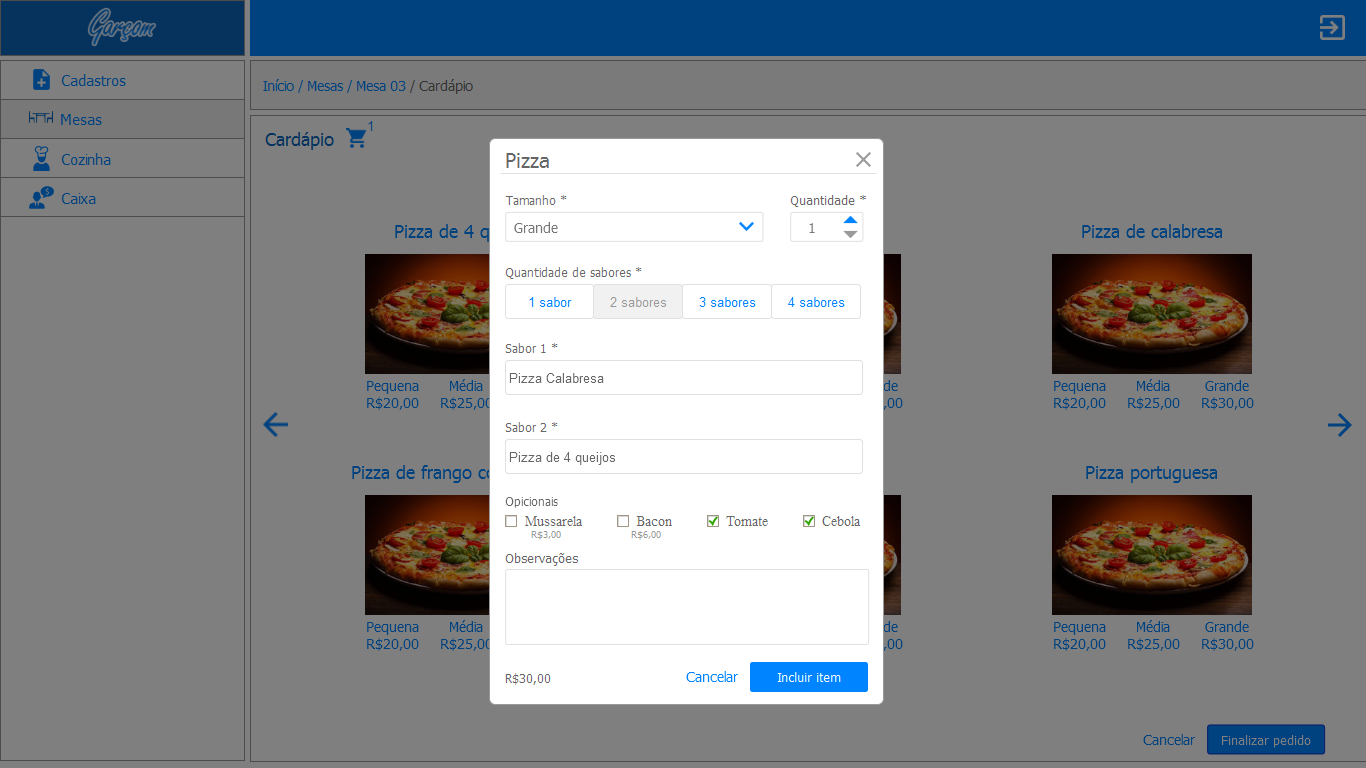 Garçom
Cadastros
Mesas
Cozinha
Caixa
Início / Mesas / Mesa 03 / Cardápio
Cardápio 1
Pizza de 4 q
Pequena Média
R$20,00 R$25,00
de
,00
Pizza de calabresa
Pequena Média Grande
R$20,00 R$25,00 R$30,00
Pizza de frango co
Pequena Média
R$20,00 R$25,00
de
,00
Pizza portuguesa
Pequena Média Grande
R$20,00 R$25,00 R$30,00
Cancelar Finalizar pedido
Pizza
Tamanho * Quantidade *
Grande 1
Quantidade de sabores *
1 sabor 2 sabores 3 sabores 4 sabores
Sabor 1 *
Pizza Calabresa
Sabor 2 *
Pizza de 4 queijos
Opicionais
Mussarela Bacon Tomate Cebola
R$3,00 R$6,00
Observações
R$30,00 Cancelar Incluir item